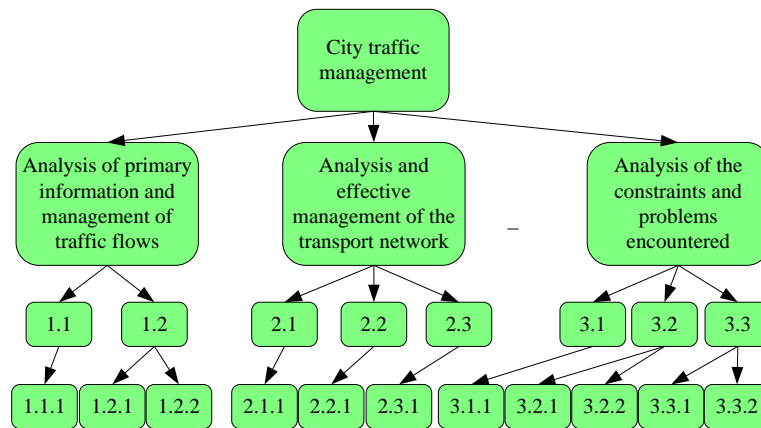 City traffic
management
Analysis of primary
information and
management of
traffic flows
Analysis and
effective
management of the
transport network
–
Analysis of the
constraints and
problems
encountered
1.1
1.2
2.1
2.2
2.3
3.1
3.2
3.3
1.1.1
1.2.1
1.2.2
2.1.1
2.2.1
2.3.1
3.1.1
3.2.1
3.2.2
3.3.1
3.3.2